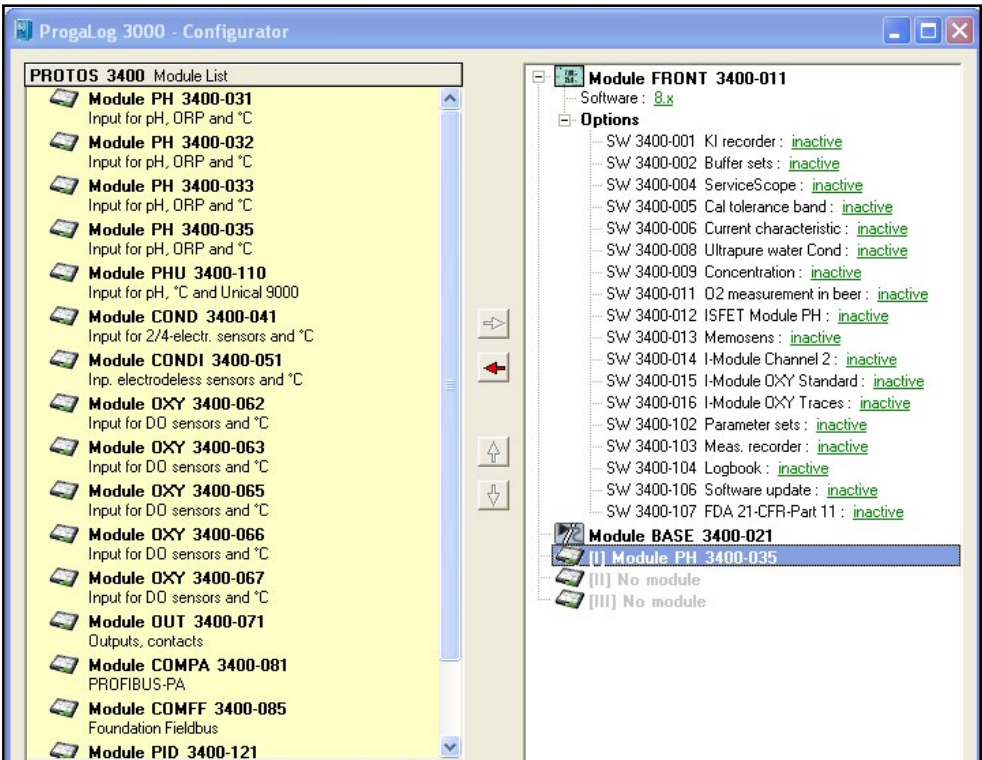 ProgaLog 3000 - Configurator
PROTOS 3400 Module List
Module PH 3400-031
Input for pH, ORP and °C
Module PH 3400-032
Input for pH, ORP and °C
Module PH 3400-033
Input for pH, ORP and °C
Module PH 3400-035
Input for pH, ORP and °C
Module PHU 3400-110
Input for pH, °C and Unical 9000
Module COND 3400-041
Input for 2/4-electr. sensors and °C
Module CONDI 3400-051
Inp. electrodeless sensors and °C
Module OXY 3400-062
Input for DO sensors and °C
Module OXY 3400-063
Input for DO sensors and °C
Module OXY 3400-065
Input for DO sensors and °C
Module OXY 3400-066
Input for DO sensors and °C
Module OXY 3400-067
Input for DO sensors and °C
Module OUT 3400-071
Outputs, contacts
Module COMPA 3400-081
PROFIBUS-PA
Module COMFF 3400-085
Foundation Fieldbus
Module PID 3400-121
Module FRONT 3400-011
Software : 8.x
Options
SW 3400-001 KI recorder : inactive
SW 3400-002 Buffer sets : inactive
SW 3400-004 ServiceScope : inactive
SW 3400-005 Cal tolerance band : inactive
SW 3400-006 Current characteristic : inactive
SW 3400-008 Ultrapure water Cond : inactive
SW 3400-009 Concentration : inactive
SW 3400-011 O2 measurement in beer : inactive
SW 3400-012 ISFET Module PH : inactive
SW 3400-013 Memosens : inactive
SW 3400-014 I-Module Channel 2 : inactive
SW 3400-015 I-Module OXY Standard : inactive
SW 3400-016 I-Module OXY Traces : inactive
SW 3400-102 Parameter sets : inactive
SW 3400-103 Meas. recorder : inactive
SW 3400-104 Logbook : inactive
SW 3400-106 Software update : inactive
SW 3400-107 FDA 21-CFR-Part 11 : inactive
Module BASE 3400-021
[I] Module PH 3400-035
[II] No module
[III] No module